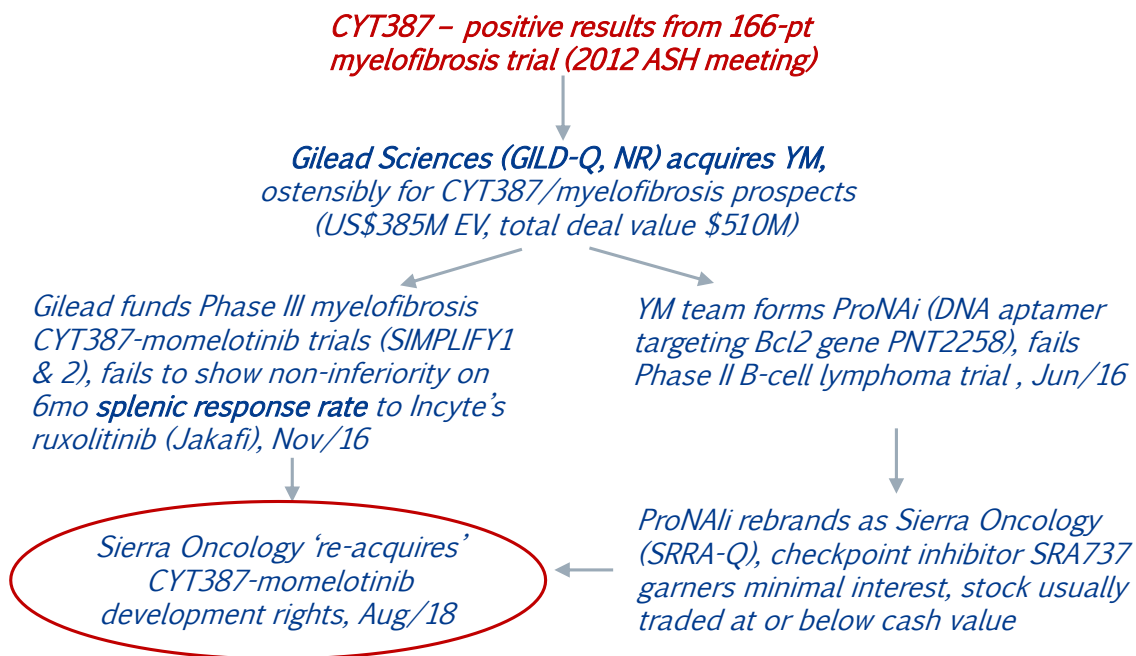 CYT387 – positive results from 166-pt
myelofibrosis trial (2012 ASH meeting)
Gilead Sciences (GILD-Q, NR) acquires YM,
ostensibly for CYT387/myelofibrosis prospects
(US$385M EV, total deal value $510M)
Gilead funds Phase III myelofibrosis
CYT387-momelotinib trials (SIMPLIFY1
& 2), fails to show non-inferiority on
6mo splenic response rate to Incyte's
ruxolitinib (Jakafi), Nov/16
YM team forms ProNAi (DNA aptamer
targeting Bcl2 gene PNT2258), fails
Phase II B-cell lymphoma trial , Jun/16
Sierra Oncology ‘re-acquires’
CYT387-momelotinib
development rights, Aug/18
ProNAIi rebrands as Sierra Oncology
(SRRA-Q), checkpoint inhibitor SRA737
garners minimal interest, stock usually
traded at or below cash value